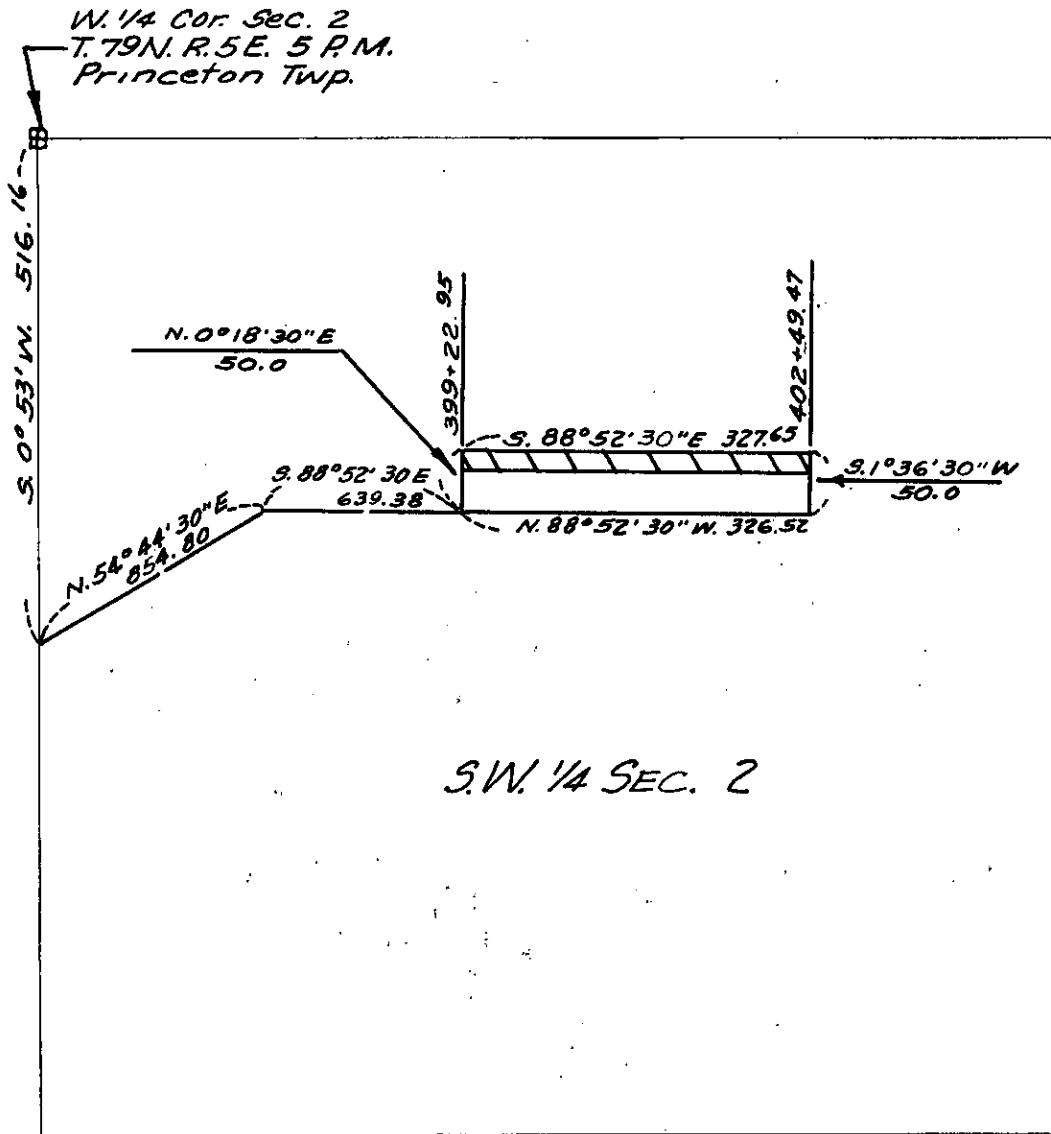 W. 1/4 Cor. Sec. 2
T. 79N. R. 5 E. 5 P.M.
Princeton Twp.
S. 0° 53' W. 516.16
399+22.95
402+49.47
N. 0° 18' 30" E
50.0
S. 88° 52' 30" E 327.65
S. 1° 36' 30" W
50.0
S. 88° 52' 30 E
639.38
N. 88° 52' 30" W. 326.52
N. 54° 44' 30" E
854.80
S.W. 1/4 SEC. 2